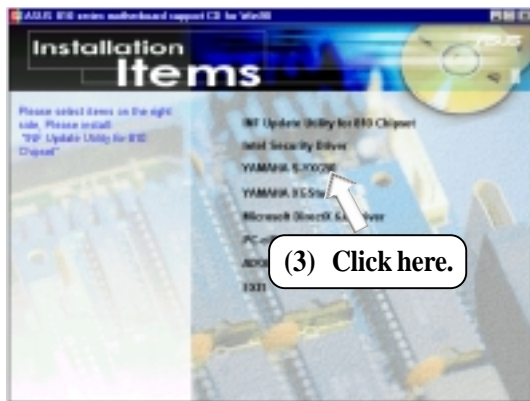 ASUS 810 series motherboard support CD for Win98
ASUS
Installation
Items
Please select items on the right
side, Please install:
"INF Update Utility for 810
Chipset"
INF Update Utility for 810 Chipset
Intel Security Driver
YAMAHA
YAMAHA
Microsoft DirectX
(3) Click here.
EXIT